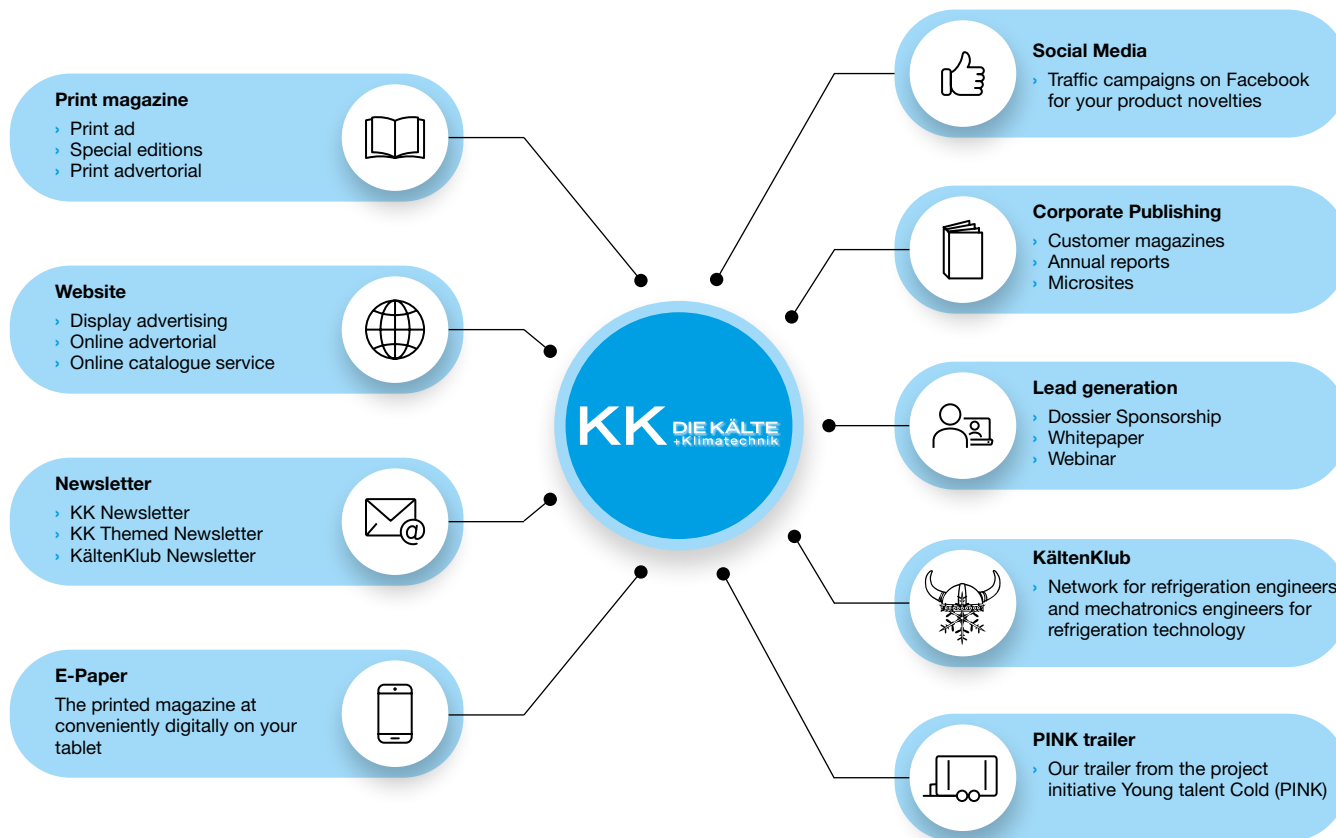 Print magazine
› Print ad
› Special editions
› Print advertorial
Website
› Display advertising
› Online advertorial
› Online catalogue service
Newsletter
› KK Newsletter
› KK Themed Newsletter
› KältenKlub Newsletter
E-Paper
The printed magazine at
conveniently digitally on your
tablet
KK DIE KÄLTE
+Klimatechnik
Social Media
› Traffic campaigns on Facebook
for your product novelties
Corporate Publishing
› Customer magazines
› Annual reports
› Microsites
Lead generation
› Dossier Sponsorship
› Whitepaper
› Webinar
KältenKlub
› Network for refrigeration engineers
and mechatronics engineers for
refrigeration technology
PINK trailer
› Our trailer from the project
initiative Young talent Cold (PINK)
@